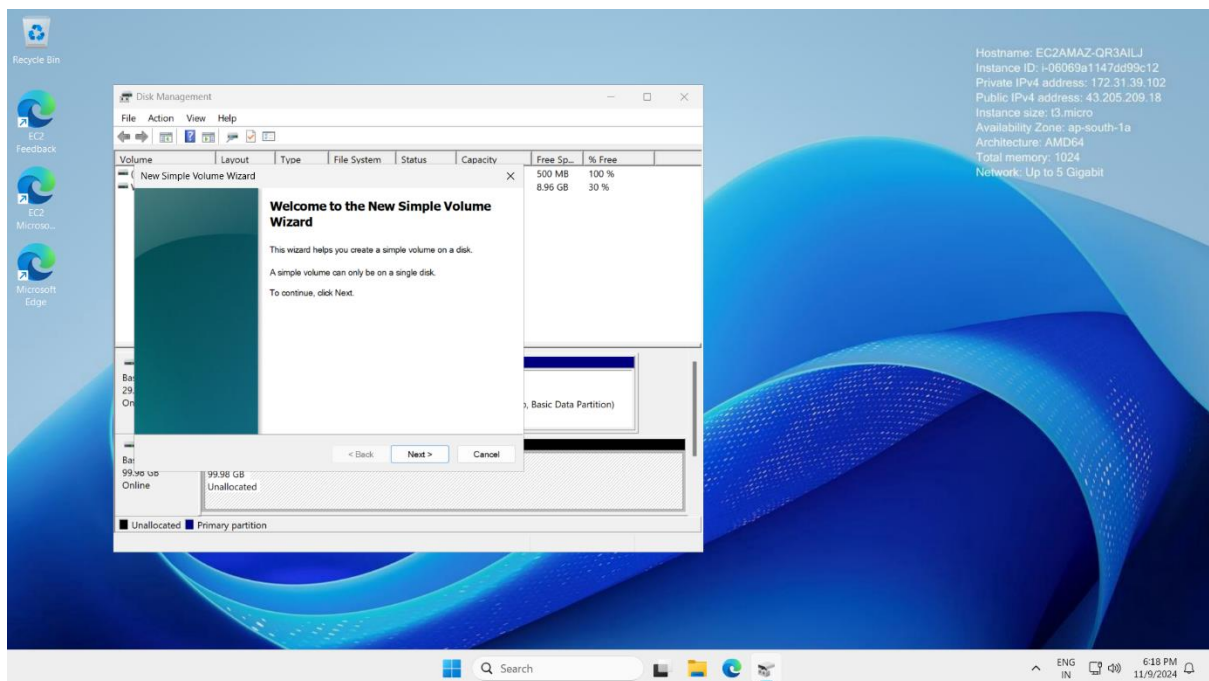 Recycle Bin
EC2
Feedback
EC2
Microso...
Microsoft
Edge
Hostname: EC2AMAZ-QR3AILJ
Instance ID: i-06069a1147dd99c12
Private IPv4 address: 172.31.39.102
Public IPv4 address: 43.205.209.18
Instance size: t3.micro
Availability Zone: ap-south-1a
Architecture: AMD64
Total memory: 1024
Network: Up to 5 Gigabit
Disk Management
File Action View Help
Volume Layout Type File System Status Capacity Free Sp... % Free
500 MB 100 %
8.96 GB 30 %
New Simple Volume Wizard
Welcome to the New Simple Volume
Wizard
This wizard helps you create a simple volume on a disk.
A simple volume can only be on a single disk.
To continue, click Next.
< Back Next > Cancel
Ba
29.
On
, Basic Data Partition)
Ba
99.98 GB
Online
99.98 GB
Unallocated
Unallocated Primary partition
Search
ENG
IN
6:18 PM
11/9/2024